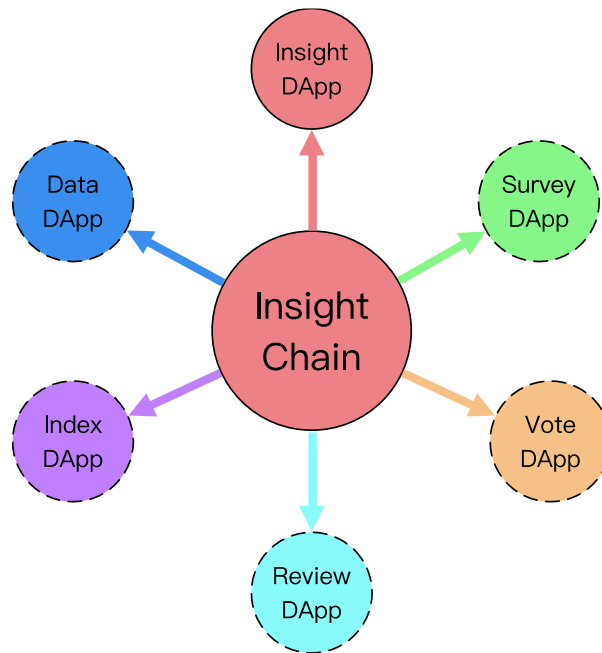 Insight
DApp
Data
DApp
Survey
DApp
Insight
Chain
Index
DApp
Vote
DApp
Review
DApp